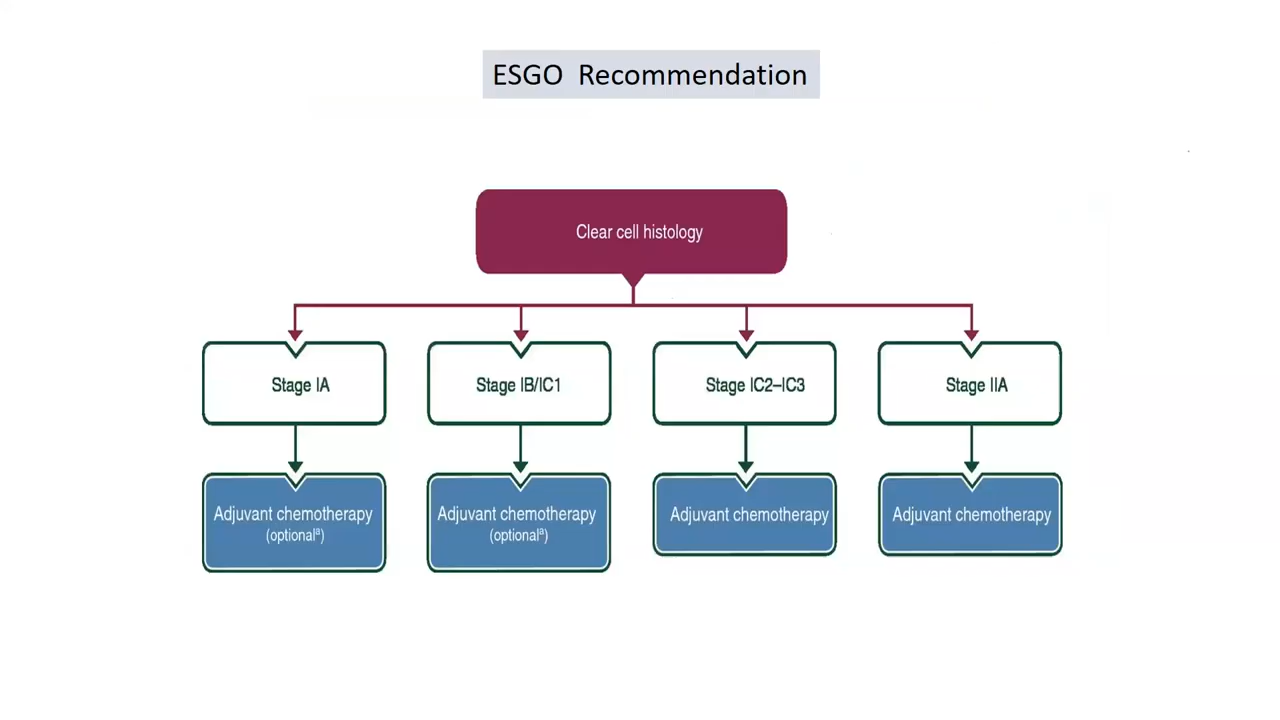 ESGO Recommendation
Clear cell histology
Stage IA
Stage IB/IC1
Stage IC2–IC3
Stage IIA
Adjuvant chemotherapy
(optionalª)
Adjuvant chemotherapy
(optionalª)
Adjuvant chemotherapy
Adjuvant chemotherapy